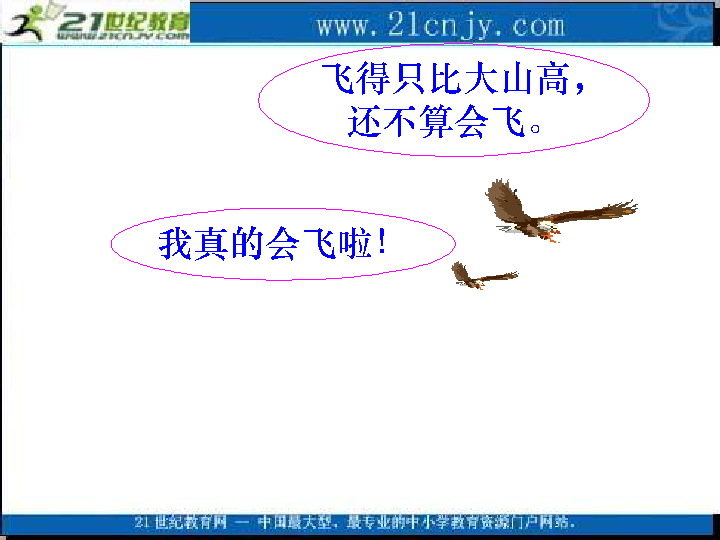 21世纪教育
WWW.21CNJY.COM
www.21cnjy.com
飞得只比大山高，
还不算会飞。
我真的会飞啦！
21世纪教育网 -- 中国最大型、最专业的中小学教育资源门户网站.